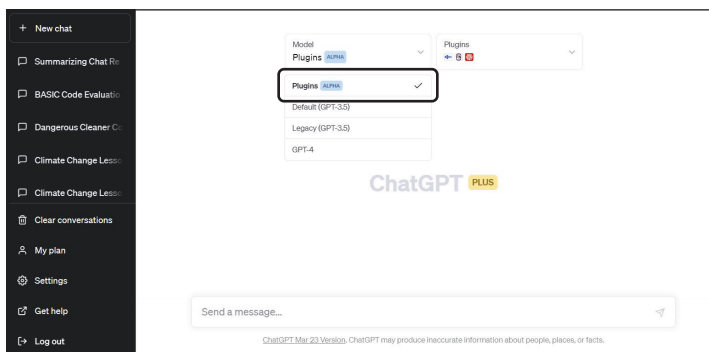 + New chat
Summarizing Chat Re
BASIC Code Evaluatio
Dangerous Cleaner Co
Climate Change Lesso
Climate Change Lesso
Clear conversations
My plan
Settings
Get help
Log out
Model
Plugins ALPHA
Plugins
Plugins ALPHA
Default (GPT-3.5)
Legacy (GPT-3.5)
GPT-4
ChatGPT PLUS
Send a message...
ChatGPT Mar 23 Version. ChatGPT may produce inaccurate information about people, places, or facts.